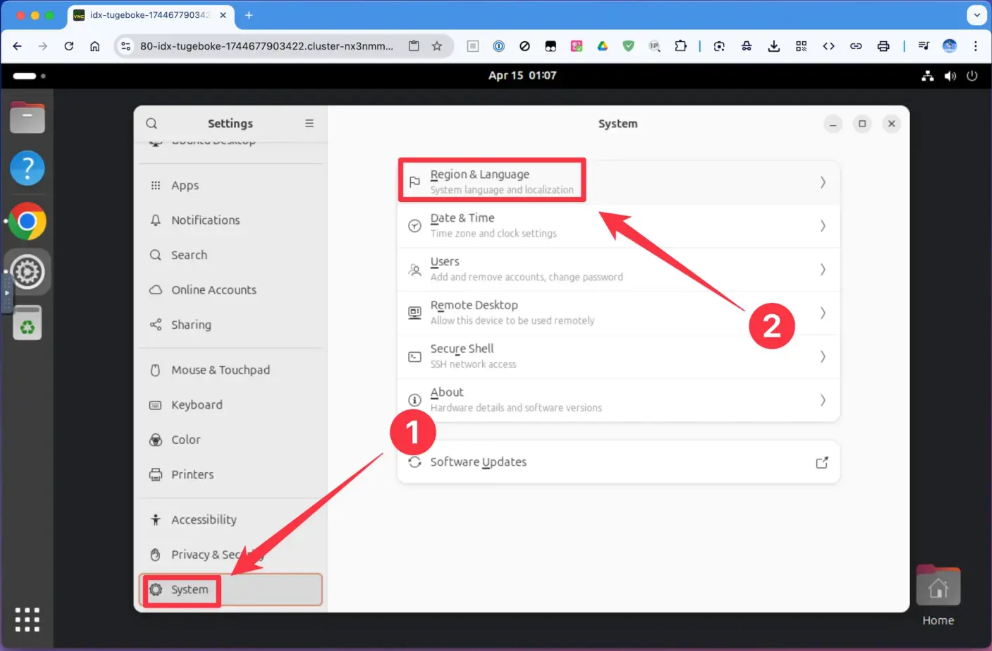 idx-tugeboke-1744677903422
80-idx-tugeboke-1744677903422.cluster-nx3nmm...
Apr 15 01:07
Settings
System
Ubuntu Desktop
Apps
Notifications
Search
Online Accounts
Sharing
Mouse & Touchpad
Keyboard
Color
Printers
Accessibility
Privacy &
System
Region & Language
System language and localization
Date & Time
Time zone and clock settings
Users
Add and remove accounts, change password
Remote Desktop
Allow this device to be used remotely
Secure Shell
SSH network access
About
Hardware details and software versions
Software Updates
1
2
Home